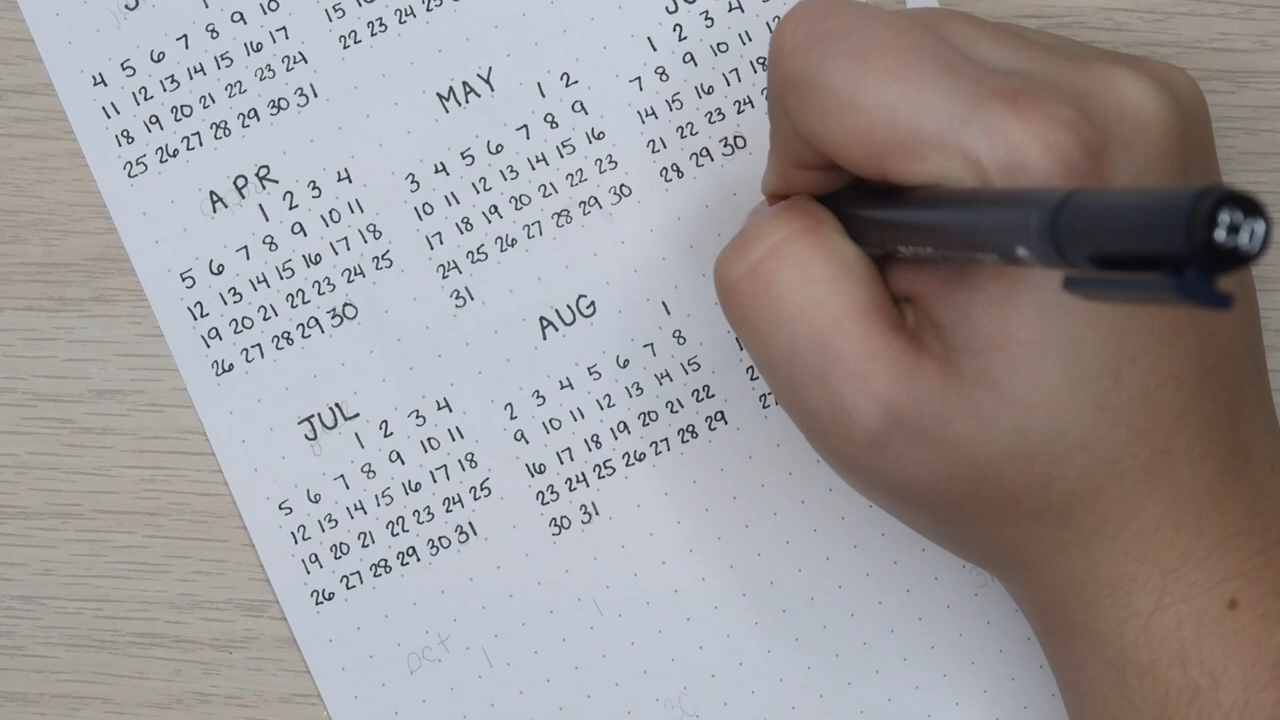 J
8 9 10
4 5 6 7
11 12 13 14 15 16 17
18 19 20 21 22 23 24
25 26 27 28 29 30 31
15
22 23 24 25
JU
1 2 3 4
7 8 9 10 11
14 15 16 17 18
21 22 23 24
28 29 30
APR
1 2 3 4
5 6 7 8 9 10 11
12 13 14 15 16 17 18
19 20 21 22 23 24 25
26 27 28 29 30
MAY
1 2
3 4 5 6 7 8 9
10 11 12 13 14 15 16
17 18 19 20 21 22 23
24 25 26 27 28 29 30
31
JUL
1 2 3 4
5 6 7 8 9 10 11
12 13 14 15 16 17 18
19 20 21 22 23 24 25
26 27 28 29 30 31
AUG
1
2 3 4 5 6 7 8
9 10 11 12 13 14 15
16 17 18 19 20 21 22
23 24 25 26 27 28 29
30 31
27
oct
1
1
03